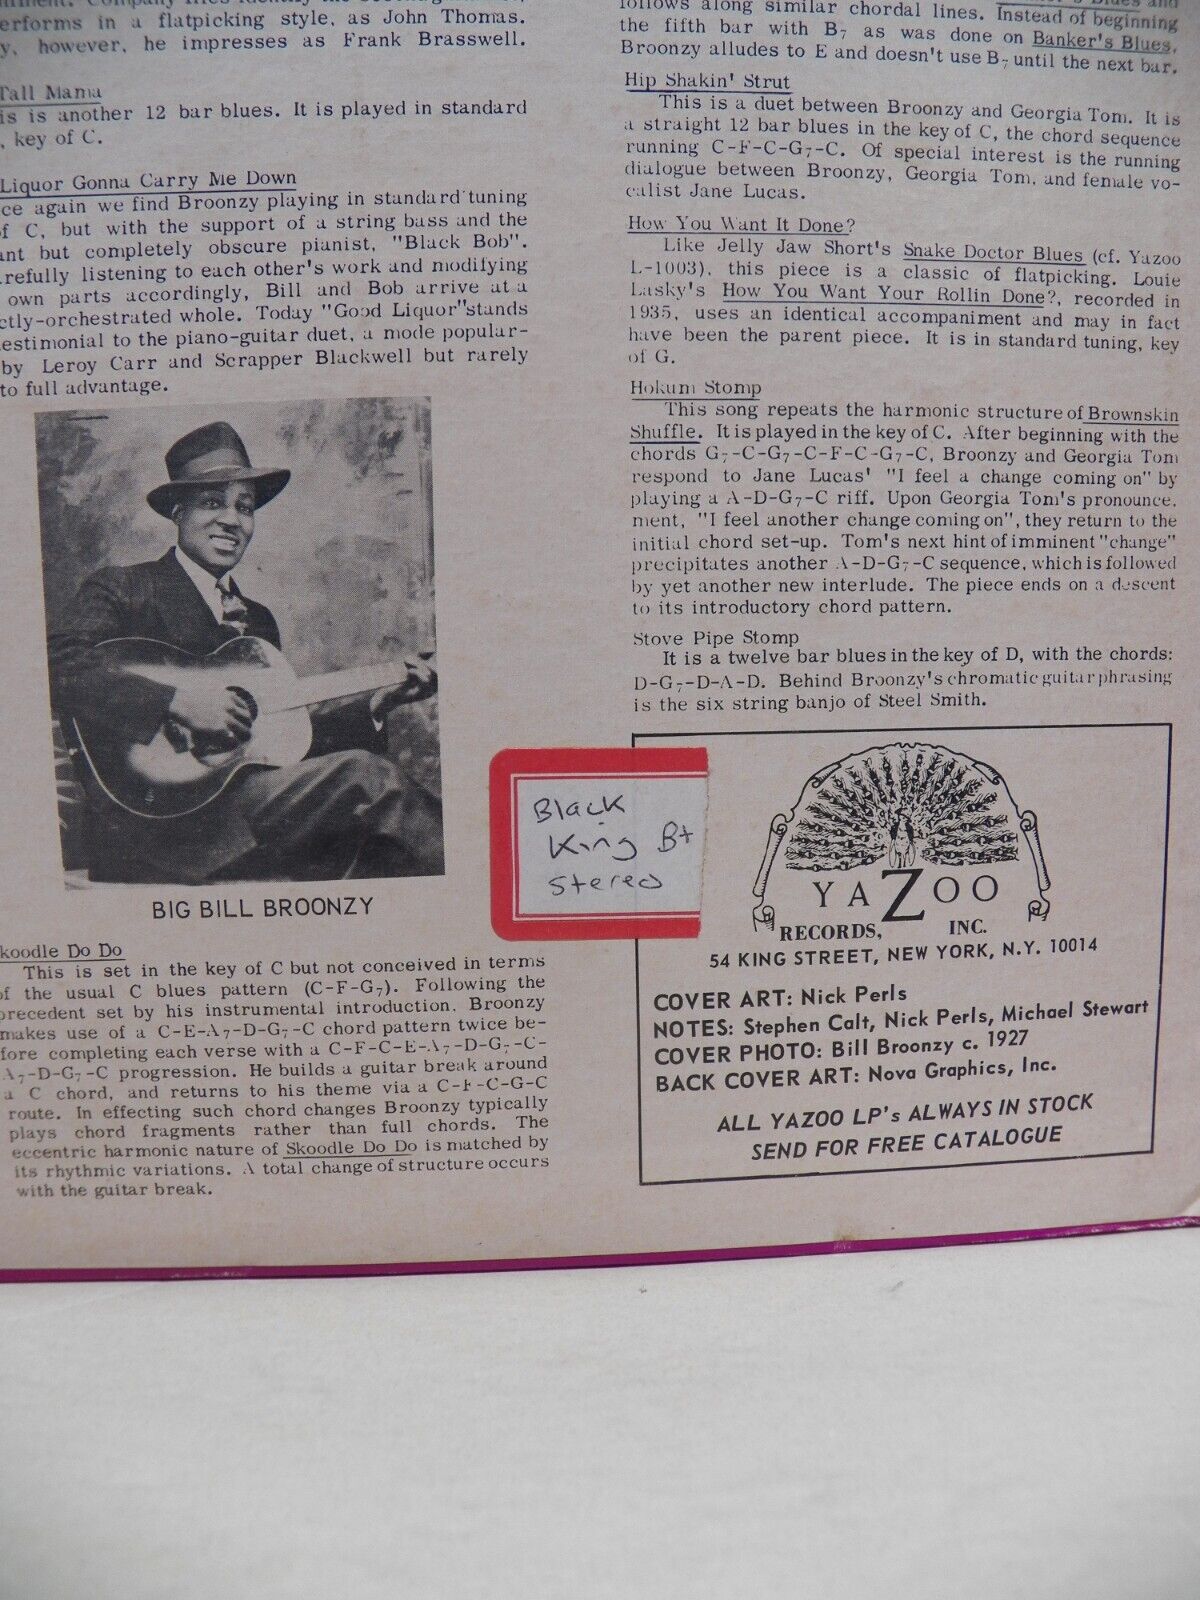 erforms in a flatpicking style, as John Thomas.
y, however, he impresses as Frank Brasswell.
Tall Mama
is is another 12 bar blues. It is played in standard
, key of C.
Liquor Gonna Carry Me Down
ce again we find Broonzy playing in standard tuning
of C, but with the support of a string bass and the
ant but completely obscure pianist, "Black Bob".
refully listening to each other's work and modifying
own parts accordingly, Bill and Bob arrive at a
ctly-orchestrated whole. Today "Good Liquor"stands
testimonial to the piano-guitar duet, a mode popular-
by Leroy Carr and Scrapper Blackwell but rarely
to full advantage.
BIG BILL BROONZY
koodle Do Do
This is set in the key of C but not conceived in terms
of the usual C blues pattern (C-F-G7). Following the
precedent set by his instrumental introduction, Broonzy
makes use of a C-E-A7-D-G7-C chord pattern twice be-
fore completing each verse with a C-F-C-E-A7-D-G7-C-
A7-D-G7-C progression. He builds a guitar break around
a C chord, and returns to his theme via a C-F-C-G-C
route. In effecting such chord changes Broonzy typically
plays chord fragments rather than full chords. The
eccentric harmonic nature of Skoodle Do Do is matched by
its rhythmic variations. A total change of structure occurs
with the guitar break.
follows along similar chordal lines. Instead of beginning
the fifth bar with B7 as was done on Banker's Blues,
Broonzy alludes to E and doesn't use B7 until the next bar.
Hip Shakin' Strut
This is a duet between Broonzy and Georgia Tom. It is
a straight 12 bar blues in the key of C, the chord sequence
running C-F-C-G7-C. Of special interest is the running
dialogue between Broonzy, Georgia Tom, and female vo-
calist Jane Lucas.
How You Want It Done?
Like Jelly Jaw Short's Snake Doctor Blues (cf. Yazoo
L-1003), this piece is a classic of flatpicking. Louie
Lasky's How You Want Your Rollin Done?, recorded in
1935, uses an identical accompaniment and may in fact
have been the parent piece. It is in standard tuning, key
of G.
Hokum Stomp
This song repeats the harmonic structure of Brownskin
Shuffle. It is played in the key of C. After beginning with the
chords G7-C-G7-C-F-C-G7-C, Broonzy and Georgia Tom
respond to Jane Lucas' "I feel a change coming on" by
playing a A-D-G7-C riff. Upon Georgia Tom's pronounce.
ment, "I feel another change coming on", they return to the
initial chord set-up. Tom's next hint of imminent "change"
precipitates another A-D-G7-C sequence, which is followed
by yet another new interlude. The piece ends on a descent
to its introductory chord pattern.
Stove Pipe Stomp
It is a twelve bar blues in the key of D, with the chords:
D-G7-D-A-D. Behind Broonzy's chromatic guitar phrasing
is the six string banjo of Steel Smith.
Black
King B+
Stereo
YAZOO
RECORDS, INC.
54 KING STREET, NEW YORK, N.Y. 10014
COVER ART: Nick Perls
NOTES: Stephen Calt, Nick Perls, Michael Stewart
COVER PHOTO: Bill Broonzy c. 1927
BACK COVER ART: Nova Graphics, Inc.
ALL YAZOO LP's ALWAYS IN STOCK
SEND FOR FREE CATALOGUE